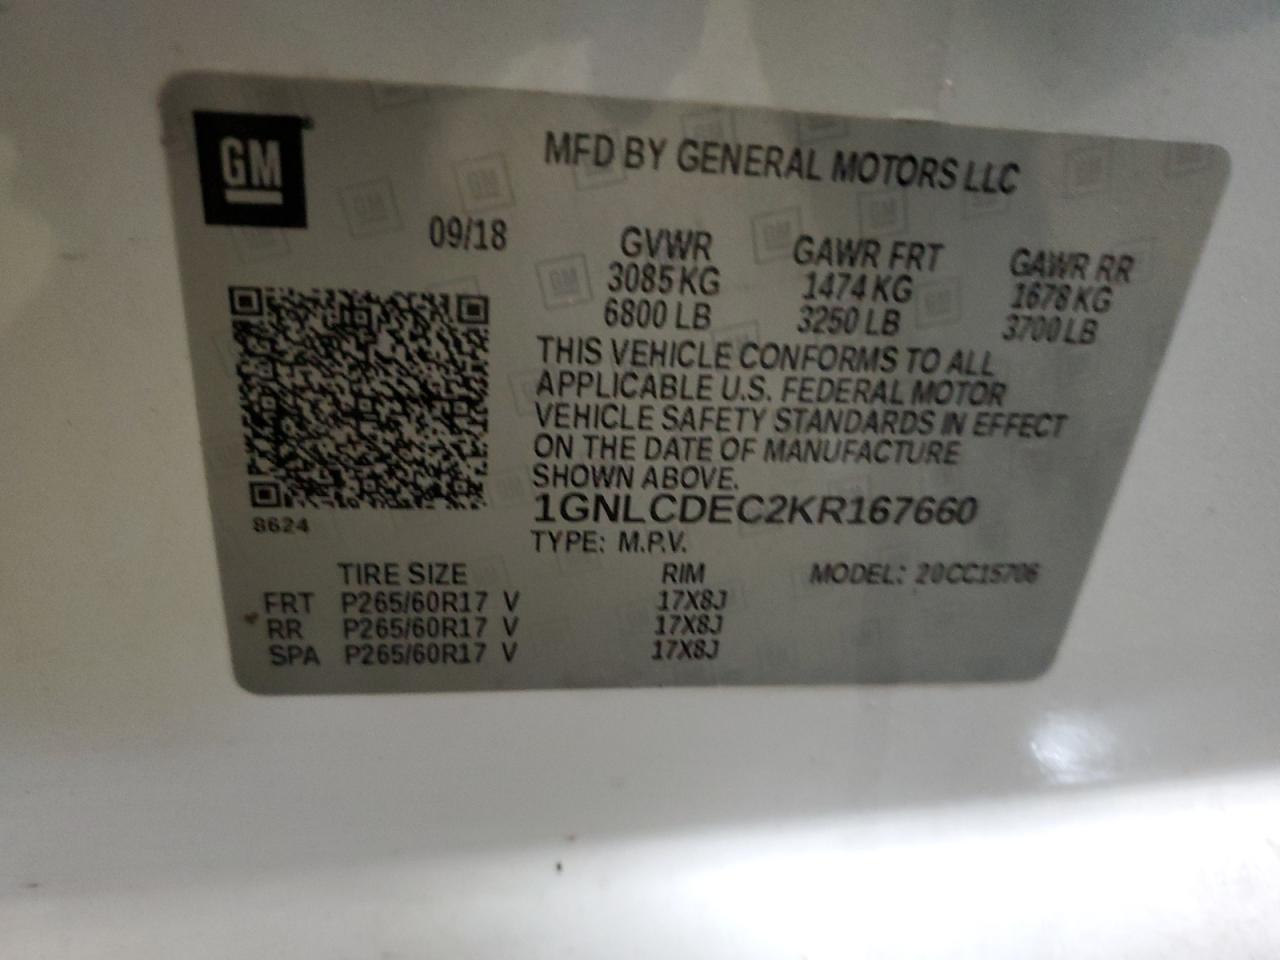 GM
MFD BY GENERAL MOTORS LLC
09/18
GVWR GAWR FRT GAWR RR
3085 KG 1474 KG 1678 KG
6800 LB 3250 LB 3700 LB
THIS VEHICLE CONFORMS TO ALL
APPLICABLE U.S. FEDERAL MOTOR
VEHICLE SAFETY STANDARDS IN EFFECT
ON THE DATE OF MANUFACTURE
SHOWN ABOVE.
1GNLCDEC2KR167660
8624
TYPE: M.P.V.
TIRE SIZE RIM MODEL: 20CC15706
FRT P265/60R17 V 17X8J
RR P265/60R17 V 17X8J
SPA P265/60R17 V 17X8J